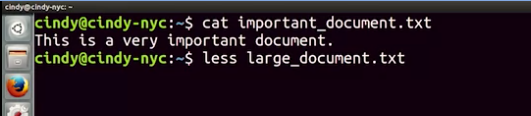 cindy@cindy-nyc: ~
cindy@cindy-nyc:~$ cat important_document.txt
This is a very important document.
cindy@cindy-nyc:~$ less large_document.txt